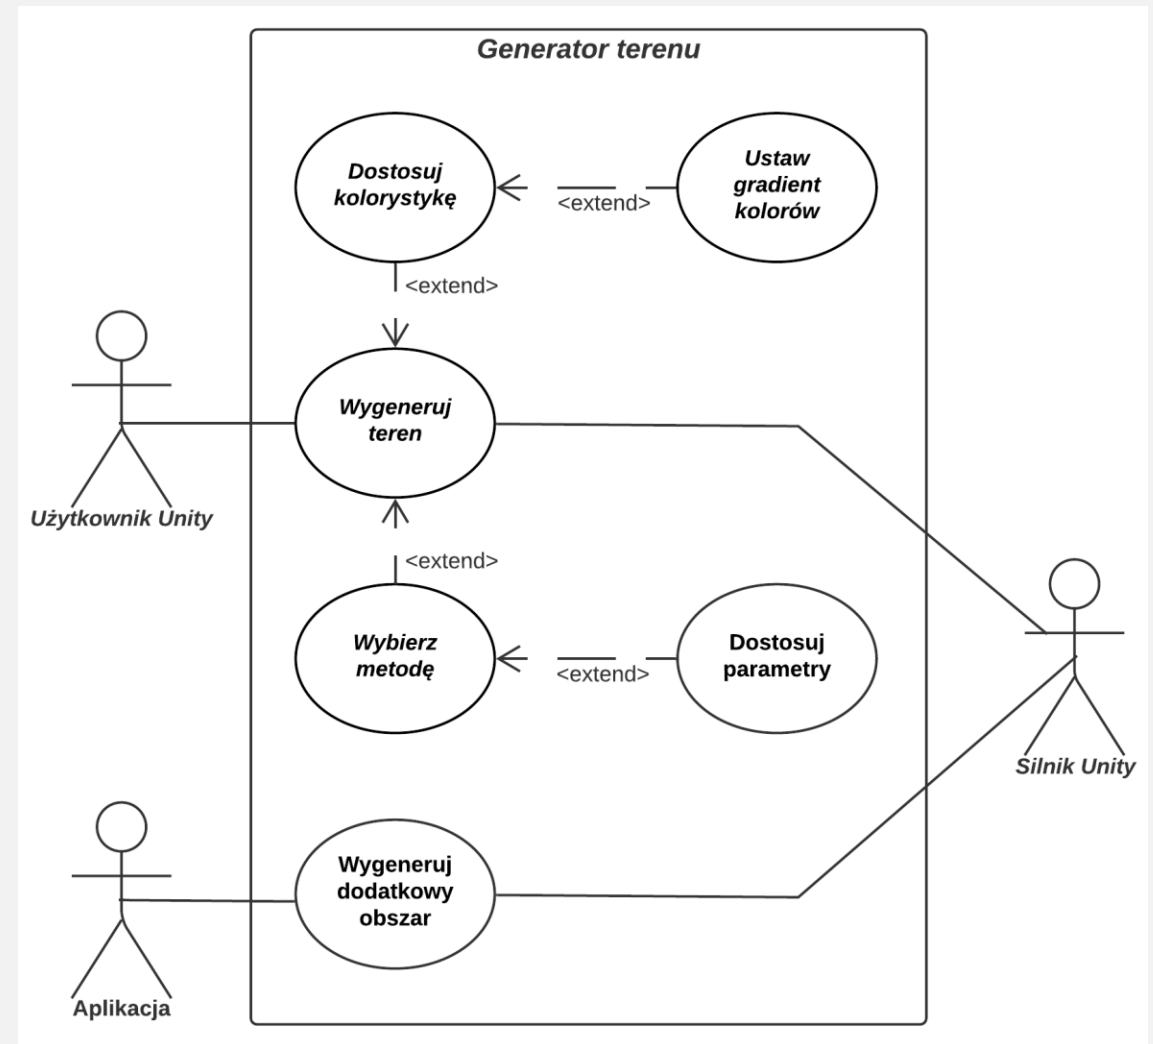 Generator terenu
Dostosuj
kolorystykę
Ustaw
gradient
kolorów
<extend>
<extend>
Wygeneruj
teren
Użytkownik Unity
<extend>
Wybierz
metodę
Dostosuj
parametry
<extend>
Silnik Unity
Wygeneruj
dodatkowy
obszar
Aplikacja